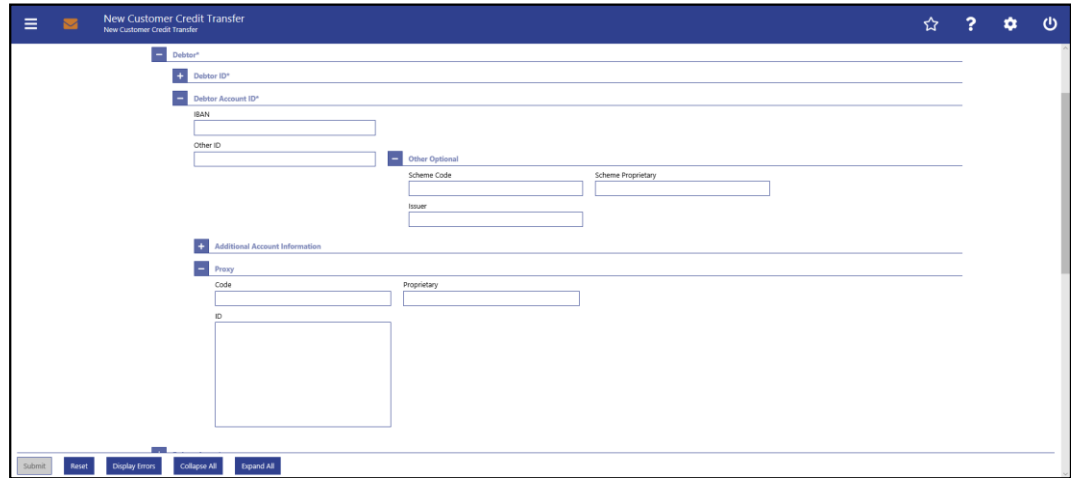 New Customer Credit Transfer
New Customer Credit Transfer
Debtor*
Debtor ID*
Debtor Account ID*
IBAN
Other ID
Other Optional
Scheme Code Scheme Proprietary
Issuer
Additional Account Information
Proxy
Code Proprietary
ID
Submit Reset Display Errors Collapse All Expand All